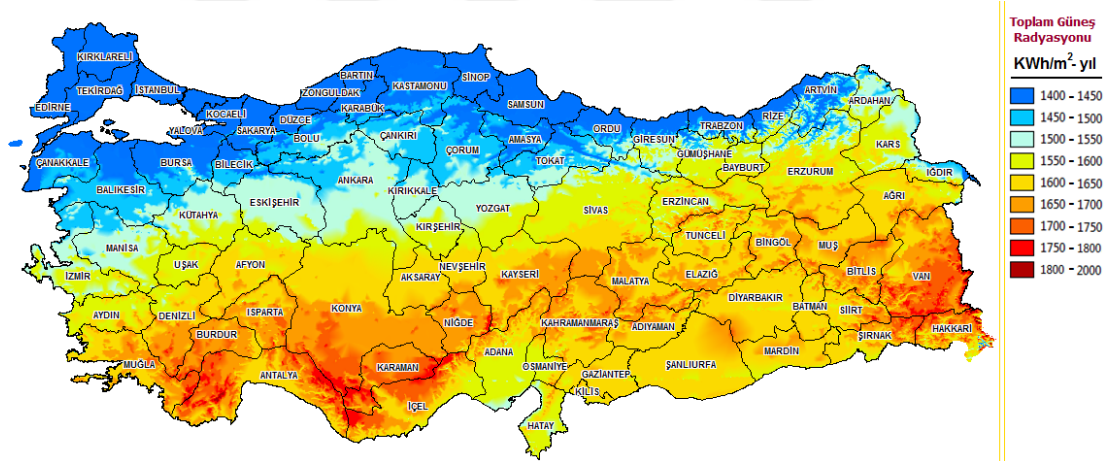 Toplam Güneş
Radyasyonu
KWh/m²- yıl
1400 - 1450
1450 - 1500
1500 - 1550
1550 - 1600
1600 - 1650
1650 - 1700
1700 - 1750
1750 - 1800
1800 - 2000
KIRKLARELİ
TEKİRDAĞ
İSTANBUL
EDİRNE
KOCAELİ
YALOVA
SAKARYA
DÜZCE
ZONGULDAK
BARTIN
KARABÜK
KASTAMONU
SİNOP
SAMSUN
ORDU
GİRESUN
TRABZON
RİZE
ARTVİN
ARDAHAN
KARS
IĞDIR
ÇANAKKALE
BURSA
BİLECİK
BOLU
ÇANKIRI
ÇORUM
AMASYA
TOKAT
GÜMÜŞHANE
BAYBURT
ERZURUM
AĞRI
BALIKESİR
KÜTAHYA
ESKİŞEHİR
ANKARA
KIRIKKALE
YOZGAT
SİVAS
ERZİNCAN
MANİSA
UŞAK
AFYON
KIRŞEHİR
NEVŞEHİR
AKSARAY
KAYSERİ
MALATYA
TUNCELİ
ELAZIĞ
BİNGÖL
MUŞ
BİTLİS
VAN
İZMİR
AYDIN
DENİZLİ
ISPARTA
BURDUR
KONYA
NİĞDE
KAHRAMANMARAŞ
ADIYAMAN
DİYARBAKIR
BATMAN
SİİRT
ŞIRNAK
HAKKARİ
MUĞLA
ANTALYA
KARAMAN
İÇEL
ADANA
OSMANİYE
GAZİANTEP
KİLİS
ŞANLIURFA
MARDİN
HATAY